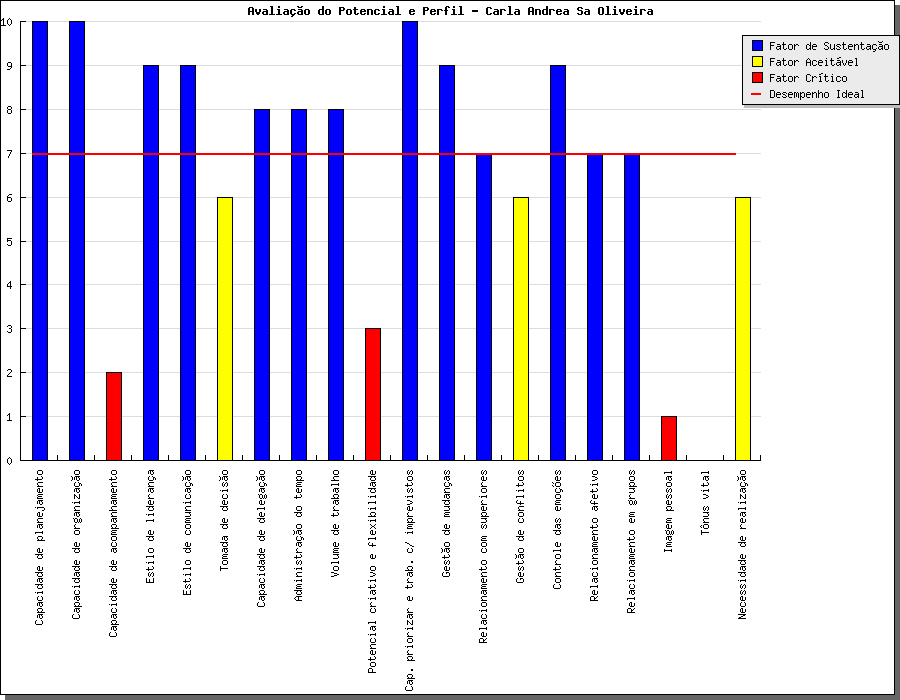 Avaliação do Potencial e Perfil - Carla Andrea Sa Oliveira
Fator de Sustentação
Fator Aceitável
Fator Crítico
Desempenho Ideal
10
9
8
7
6
5
4
3
2
1
0
Capacidade de planejamento
Capacidade de organização
Capacidade de acompanhamento
Estilo de liderança
Estilo de comunicação
Tomada de decisão
Capacidade de delegação
Administração do tempo
Volume de trabalho
Potencial criativo e flexibilidade
Cap. priorizar e trab. c/ imprevistos
Gestão de mudanças
Relacionamento com superiores
Gestão de conflitos
Controle das emoções
Relacionamento afetivo
Relacionamento em grupos
Imagem pessoal
Tônus vital
Necessidade de realização